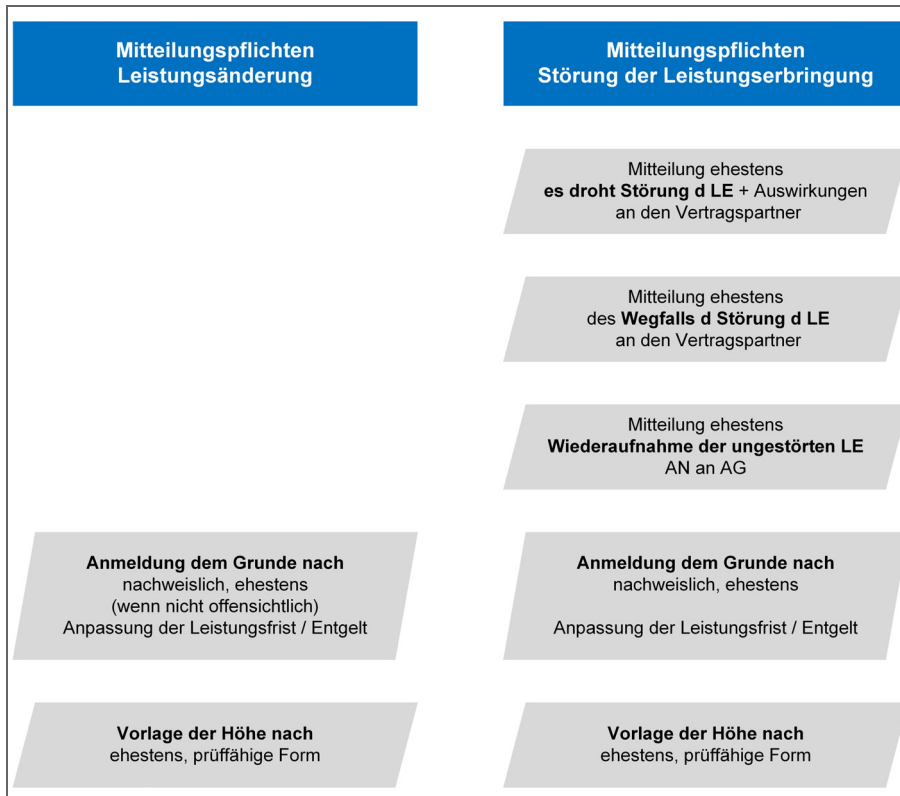 Mitteilungspflichten
Leistungsänderung
Mitteilungspflichten
Störung der Leistungserbringung
Mitteilung ehestens
es droht Störung d LE + Auswirkungen
an den Vertragspartner
Mitteilung ehestens
des Wegfalls d Störung d LE
an den Vertragspartner
Mitteilung ehestens
Wiederaufnahme der ungestörten LE
AN an AG
Anmeldung dem Grunde nach
nachweislich, ehestens
(wenn nicht offensichtlich)
Anpassung der Leistungsfrist / Entgelt
Anmeldung dem Grunde nach
nachweislich, ehestens
Anpassung der Leistungsfrist / Entgelt
Vorlage der Höhe nach
ehestens, prüffähige Form
Vorlage der Höhe nach
ehestens, prüffähige Form